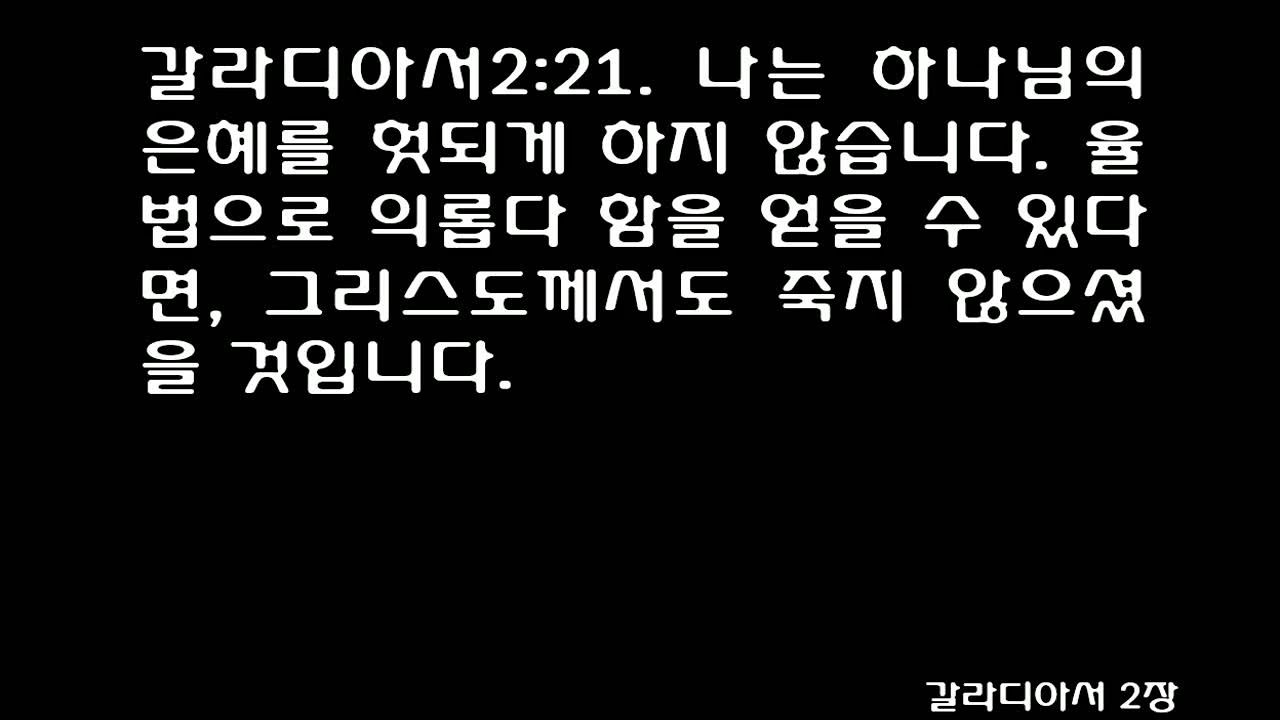 갈라디아서2:21. 나는 하나님의
은혜를 헛되게 하지 않습니다. 율
법으로 의롭다 함을 얻을 수 있다
면, 그리스도께서도 죽지 않으셨
을 것입니다.
갈라디아서 2장